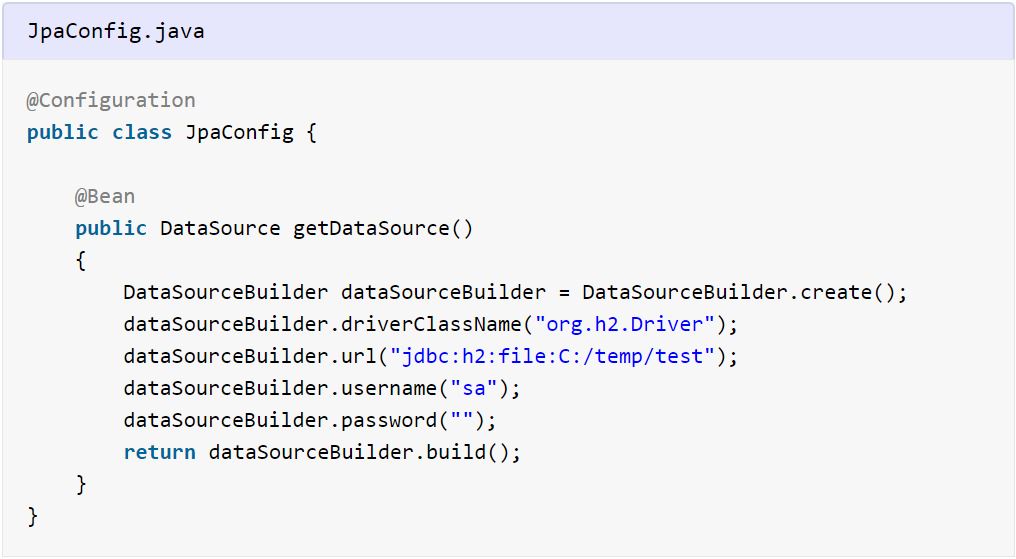 JpaConfig.java
@Configuration
public class JpaConfig {
@Bean
public DataSource getDataSource()
{
DataSourceBuilder dataSourceBuilder = DataSourceBuilder.create();
dataSourceBuilder.driverClassName("org.h2.Driver");
dataSourceBuilder.url("jdbc:h2:file:C:/temp/test");
dataSourceBuilder.username("sa");
dataSourceBuilder.password("");
return dataSourceBuilder.build();
}
}